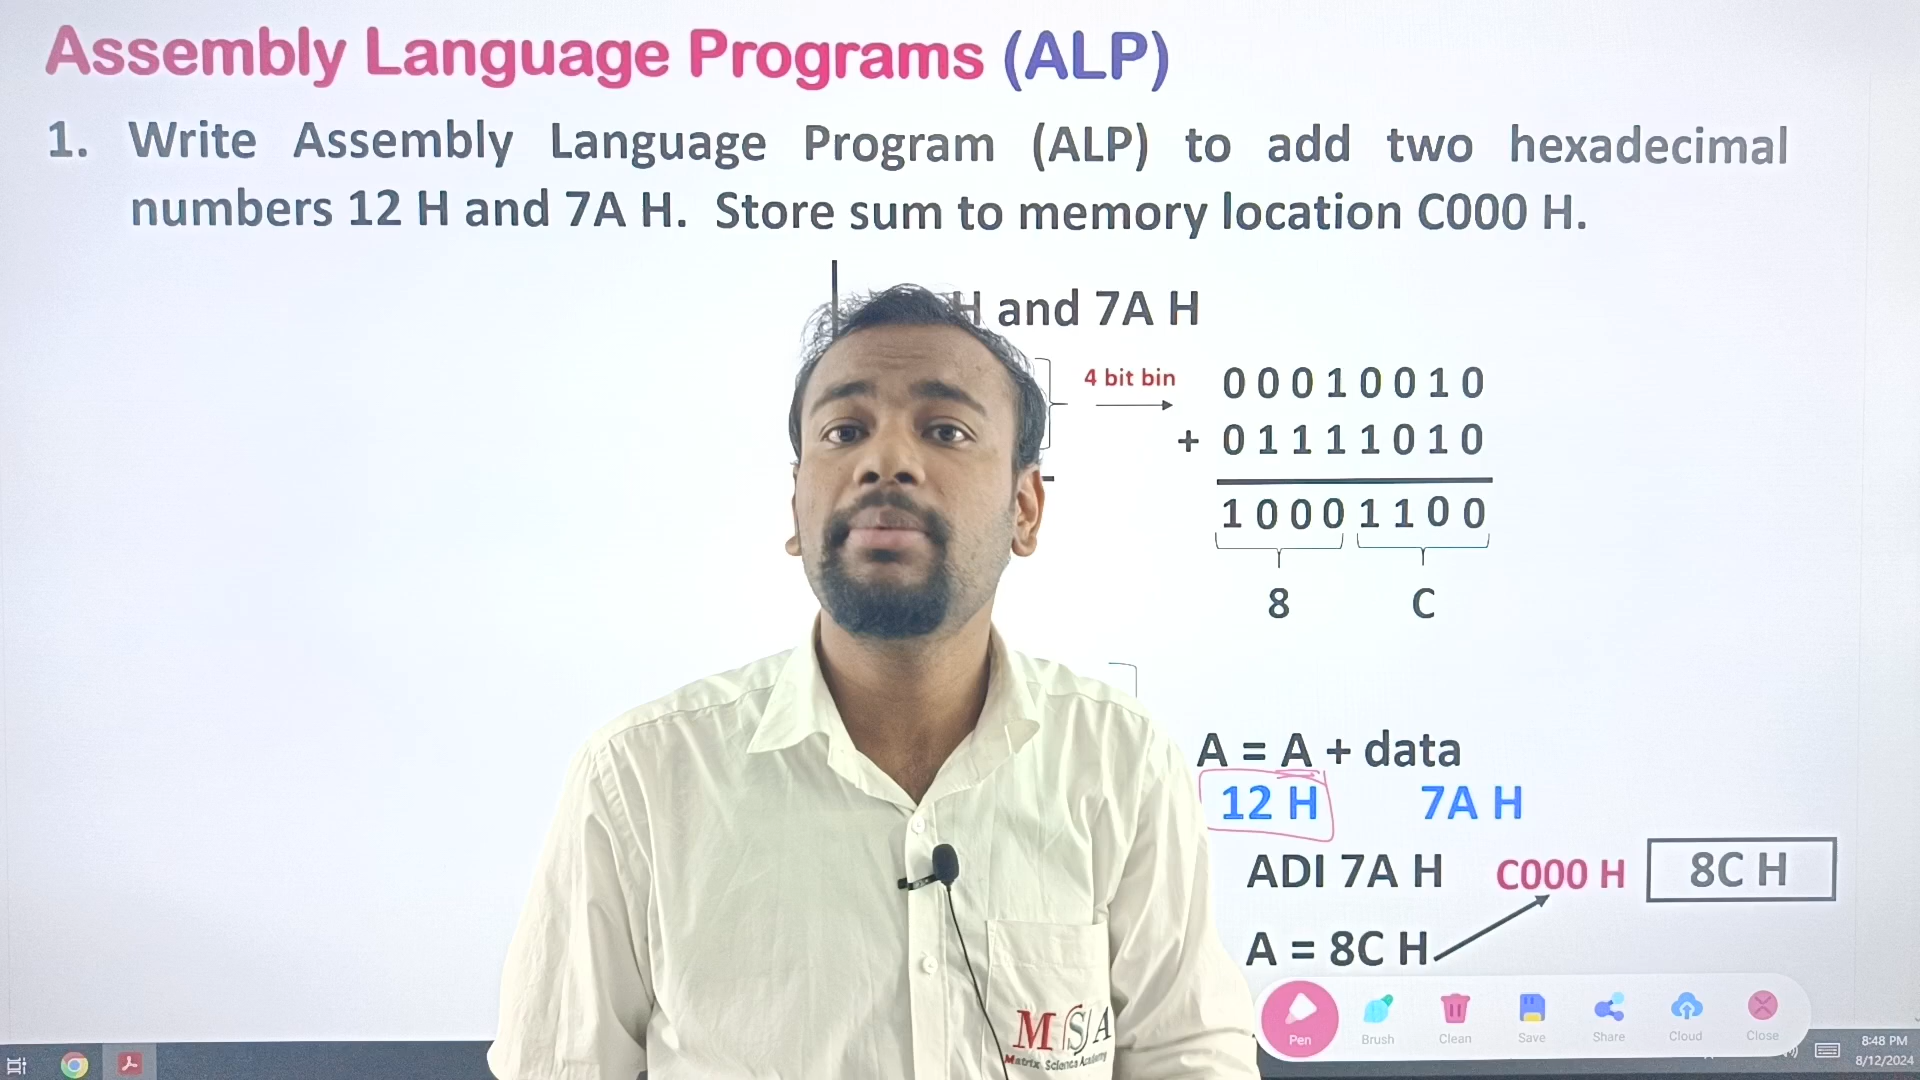 Assembly Language Programs (ALP)
1. Write Assembly Language Program (ALP) to add two hexadecimal
numbers 12 H and 7A H. Store sum to memory location C000 H.
H and 7A H
4 bit bin
0 0 0 1 0 0 1 0
+ 0 1 1 1 1 0 1 0
1 0 0 0 1 1 0 0
8 C
A = A + data
12 H 7A H
ADI 7A H C000 H 8C H
A = 8C H
MSA
Matrix Science Academy
Pen Brush Clean Save Share Cloud Close
8:48 PM
8/12/2024